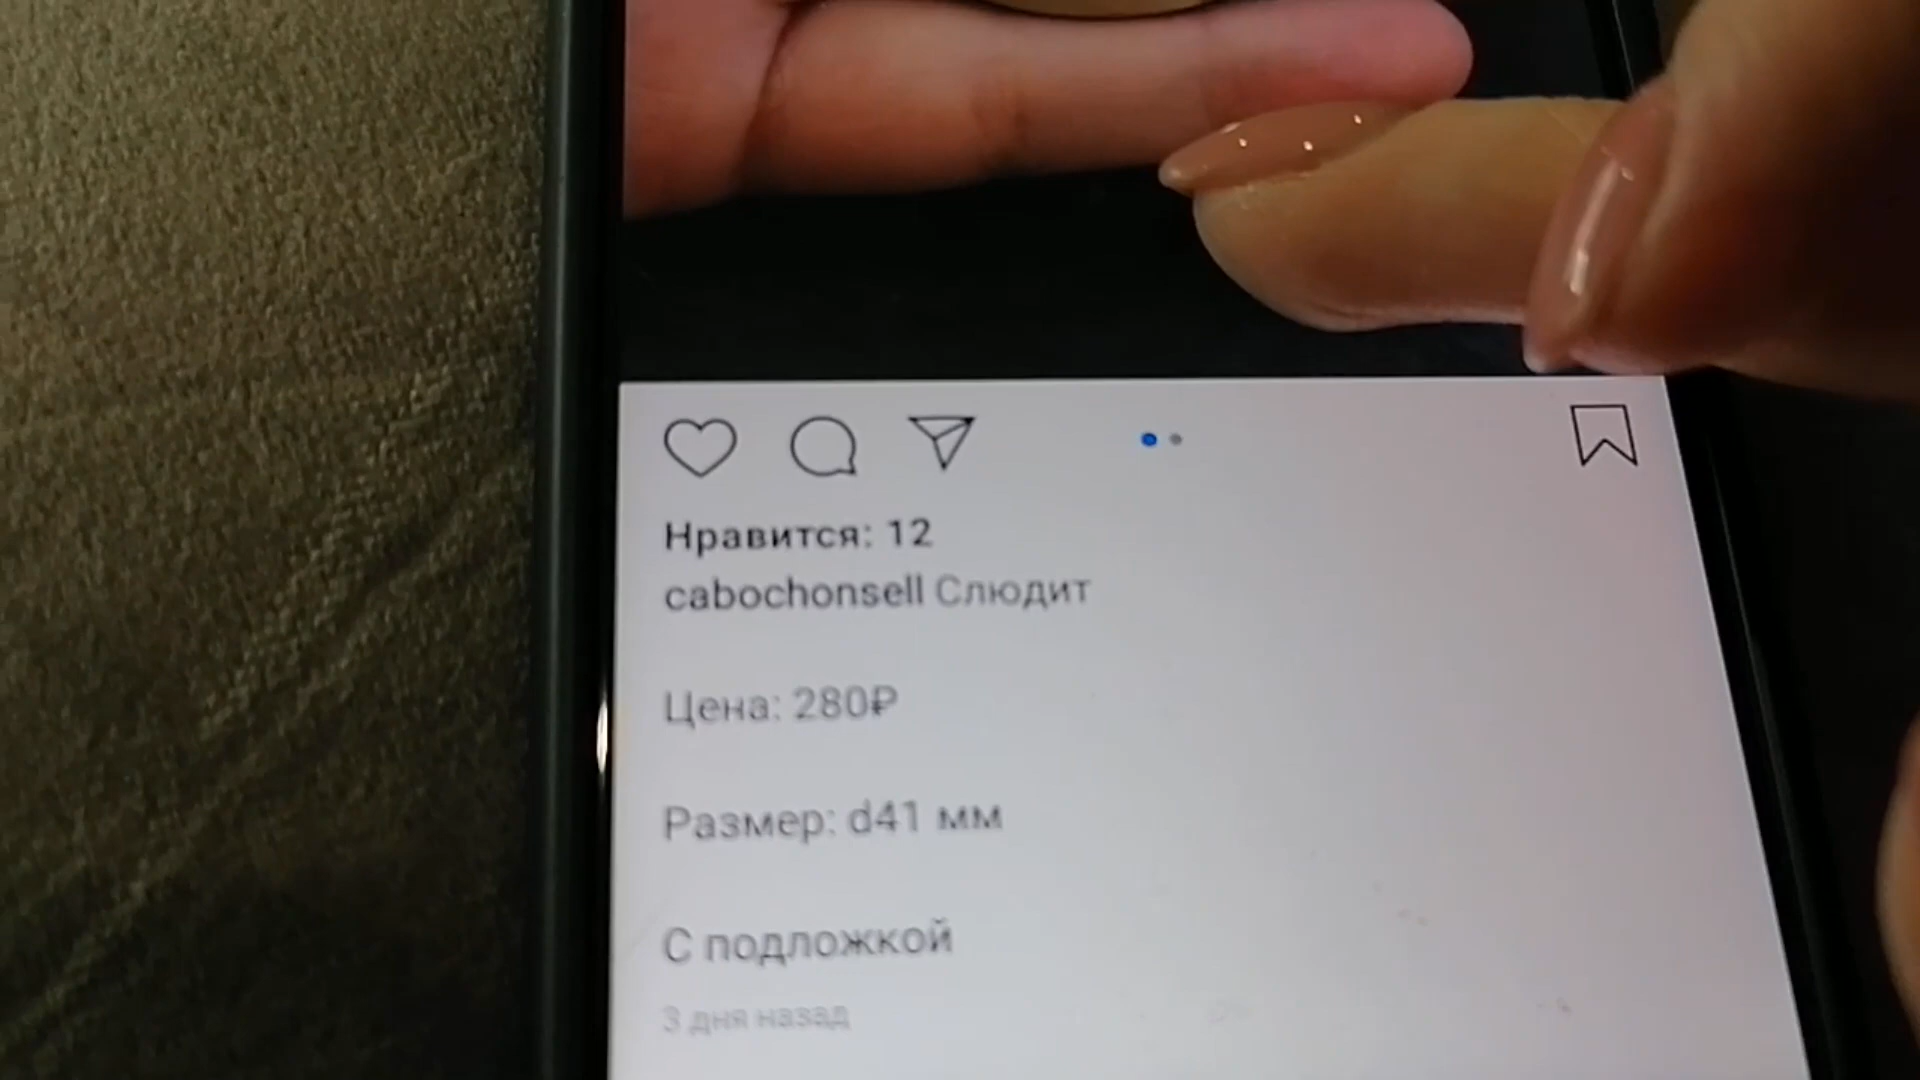 Нравится: 12
cabochonsell Слюдит
Цена: 280₽
Размер: d41 мм
С подложкой
3 дня назад